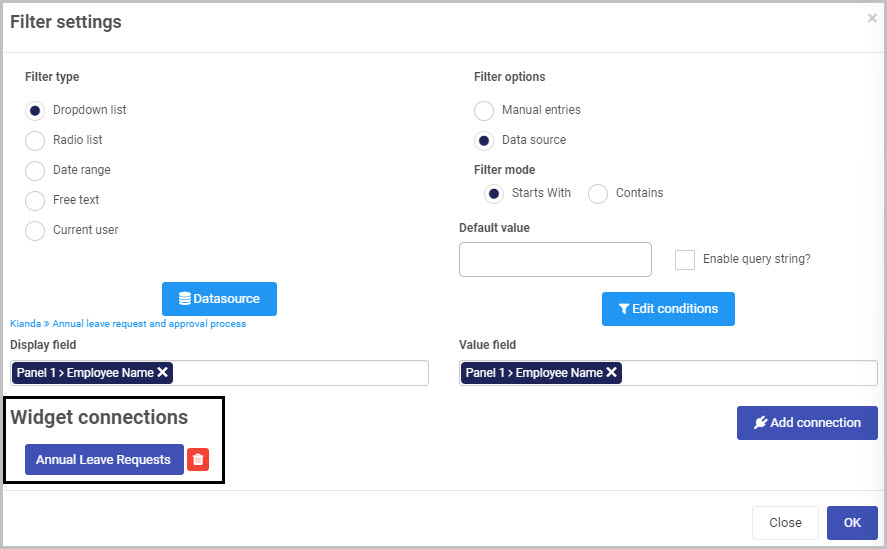 Filter settings
×
Filter type
Dropdown list
Radio list
Date range
Free text
Current user
Filter options
Manual entries
Data source
Filter mode
Starts With Contains
Default value
Enable query string?
Datasource
Kianda » Annual leave request and approval process
Edit conditions
Display field
Panel 1 > Employee Name ×
Value field
Panel 1 > Employee Name ×
Widget connections
Annual Leave Requests
Add connection
Close OK